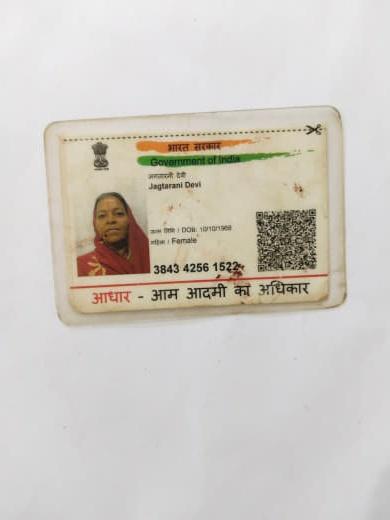 भारत सरकार
Government of India
जगतारनी देवी
Jagtarani Devi
जन्म तिथि / DOB: 10/10/1968
महिला / Female
3843 4256 1522
आधार - आम आदमी का अधिकार